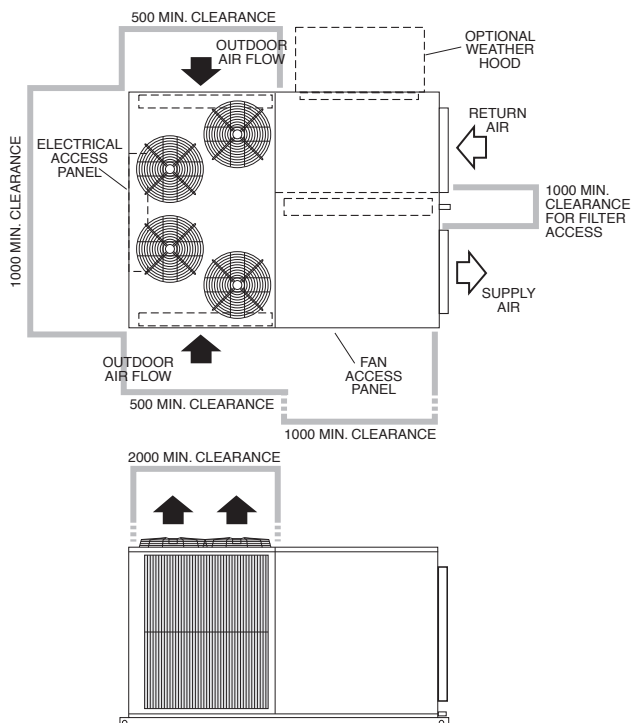 500 MIN. CLEARANCE
OUTDOOR
AIR FLOW
OPTIONAL
WEATHER
HOOD
RETURN
AIR
ELECTRICAL
ACCESS
PANEL
1000 MIN. CLEARANCE
1000 MIN.
CLEARANCE
FOR FILTER
ACCESS
SUPPLY
AIR
OUTDOOR
AIR FLOW
FAN
ACCESS
PANEL
500 MIN. CLEARANCE
1000 MIN. CLEARANCE
2000 MIN. CLEARANCE